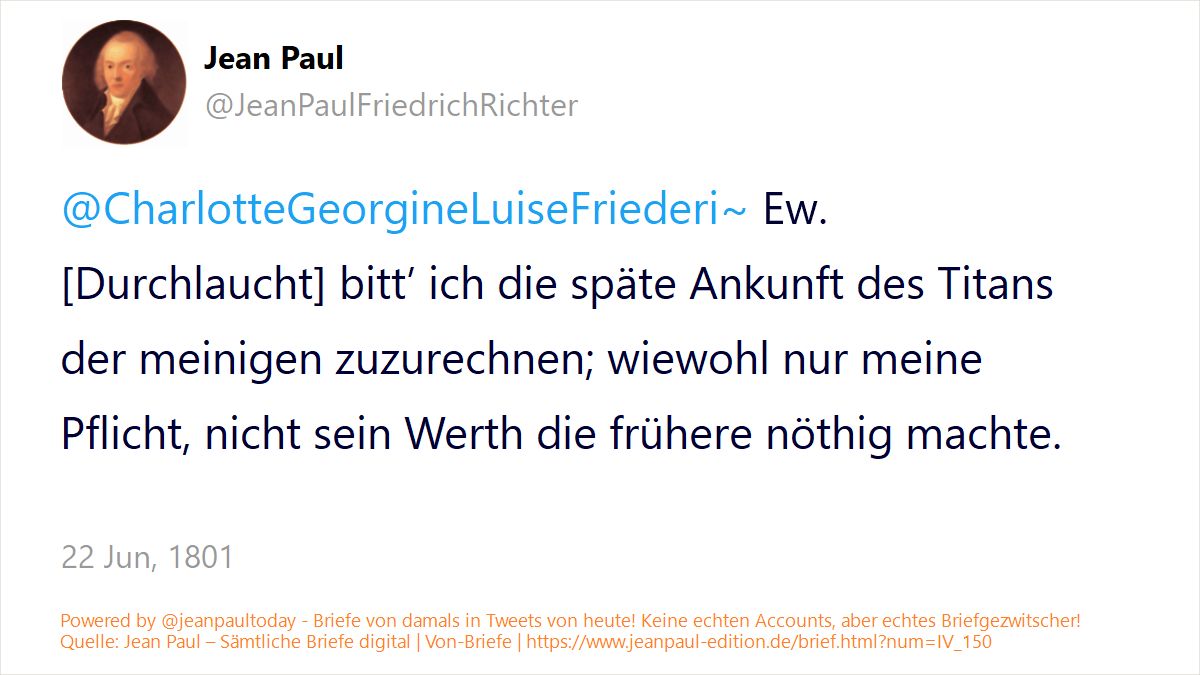 Jean Paul
@JeanPaulFriedrichRichter
@CharlotteGeorgineLuiseFriederi~ Ew.
[Durchlaucht] bitt’ ich die späte Ankunft des Titans
der meinigen zuzurechnen; wiewohl nur meine
Pflicht, nicht sein Werth die frühere nöthig machte.
22 Jun, 1801
Powered by @jeanpaultoday - Briefe von damals in Tweets von heute! Keine echten Accounts, aber echtes Briefgezwitscher!
Quelle: Jean Paul – Sämtliche Briefe digital | Von-Briefe | https://www.jeanpaul-edition.de/brief.html?num=IV_150